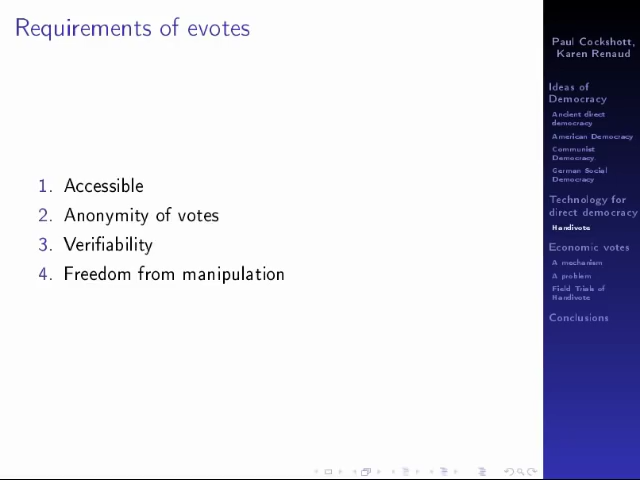 Requirements of evotes
1. Accessible
2. Anonymity of votes
3. Verifiability
4. Freedom from manipulation
Paul Cockshott,
Karen Renaud
Ideas of
Democracy
Ancient direct
democracy
American Democracy
Communist
Democracy
German Social
Democracy
Technology for
direct democracy
Handivote
Economic votes
A mechanism
A problem
Field Trials of
Handivote
Conclusions